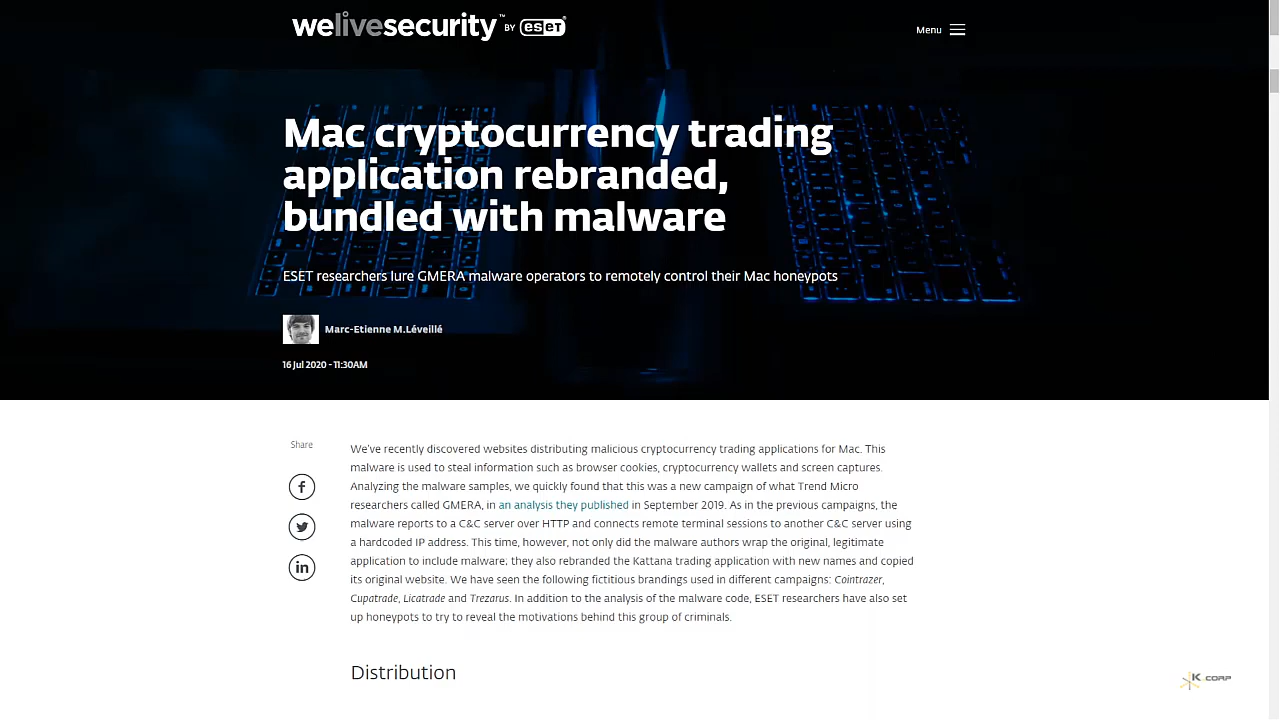 welivesecurity™ BY eseT®
Menu
Mac cryptocurrency trading
application rebranded,
bundled with malware
ESET researchers lure GMERA malware operators to remotely control their Mac honeypots
Marc-Etienne M.Léveillé
16 Jul 2020 - 11:30AM
Share
We've recently discovered websites distributing malicious cryptocurrency trading applications for Mac. This
malware is used to steal information such as browser cookies, cryptocurrency wallets and screen captures.
Analyzing the malware samples, we quickly found that this was a new campaign of what Trend Micro
researchers called GMERA, in an analysis they published in September 2019. As in the previous campaigns, the
malware reports to a C&C server over HTTP and connects remote terminal sessions to another C&C server using
a hardcoded IP address. This time, however, not only did the malware authors wrap the original, legitimate
application to include malware; they also rebranded the Kattana trading application with new names and copied
its original website. We have seen the following fictitious brandings used in different campaigns: Cointrazer,
Cupatrade, Licatrade and Trezarus. In addition to the analysis of the malware code, ESET researchers have also set
up honeypots to try to reveal the motivations behind this group of criminals.
Distribution
K CORP